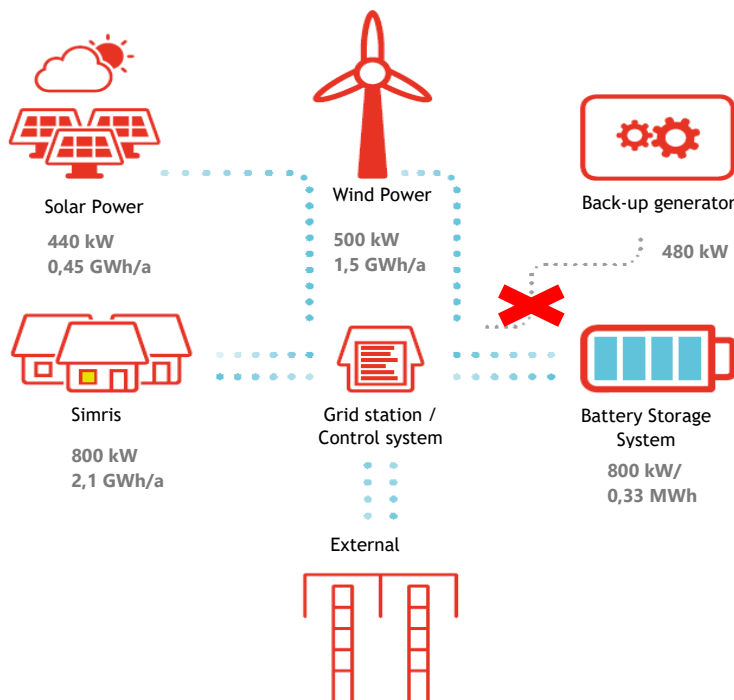 Solar Power
440 kW
0,45 GWh/a
Wind Power
500 kW
1,5 GWh/a
Back-up generator
480 kW
Simris
800 kW
2,1 GWh/a
Grid station /
Control system
Battery Storage
System
800 kW/
0,33 MWh
External